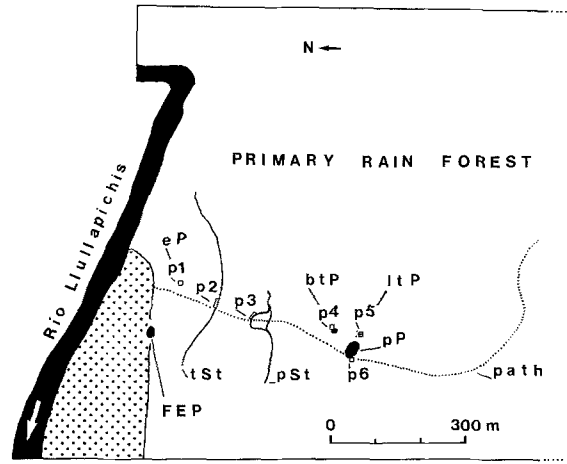 N
PRIMARY RAIN FOREST
Rio Llullapichis
eP
p1
p2
p3
btP
p4
p5
ltP
pP
p6
tSt
pSt
path
FEP
0 300 m